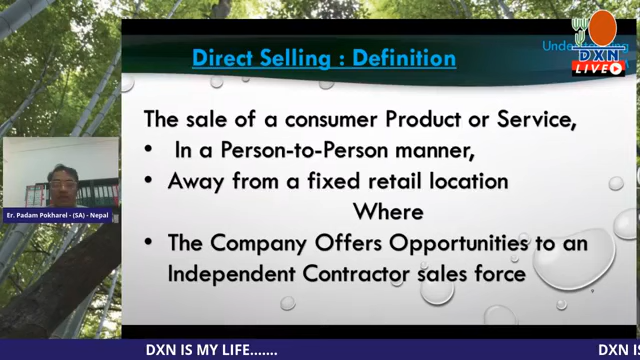 Direct Selling : Definition
DXN
LIVE
The sale of a consumer Product or Service,
• In a Person-to-Person manner,
• Away from a fixed retail location
Where
• The Company Offers Opportunities to an
Independent Contractor sales force
Er. Padam Pokharel - (SA) - Nepal
DXN IS MY LIFE.......
DXN IS